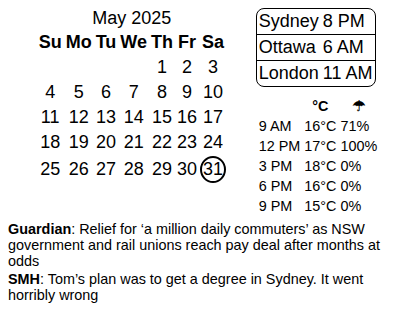 May 2025
Su Mo Tu We Th Fr Sa
1 2 3
4 5 6 7 8 9 10
11 12 13 14 15 16 17
18 19 20 21 22 23 24
25 26 27 28 29 30 31
Sydney 8 PM
Ottawa 6 AM
London 11 AM
°C ☂
9 AM 16°C 71%
12 PM 17°C 100%
3 PM 18°C 0%
6 PM 16°C 0%
9 PM 15°C 0%
Guardian: Relief for ‘a million daily commuters’ as NSW
government and rail unions reach pay deal after months at
odds
SMH: Tom’s plan was to get a degree in Sydney. It went
horribly wrong